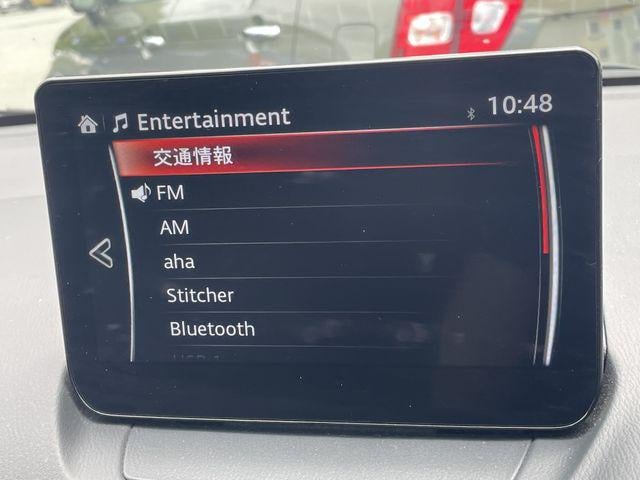 Entertainment
10:48
交通情報
FM
AM
aha
Stitcher
Bluetooth